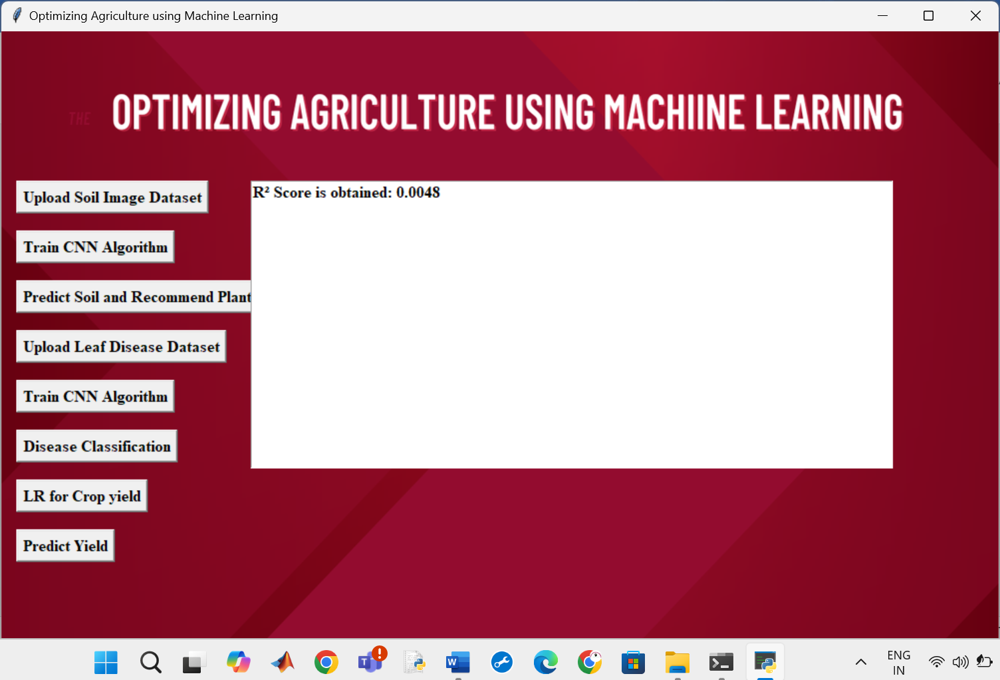 Optimizing Agriculture using Machine Learning
THE
OPTIMIZING AGRICULTURE USING MACHIINE LEARNING
Upload Soil Image Dataset
R² Score is obtained: 0.0048
Train CNN Algorithm
Predict Soil and Recommend Plant
Upload Leaf Disease Dataset
Train CNN Algorithm
Disease Classification
LR for Crop yield
Predict Yield
ENG
IN